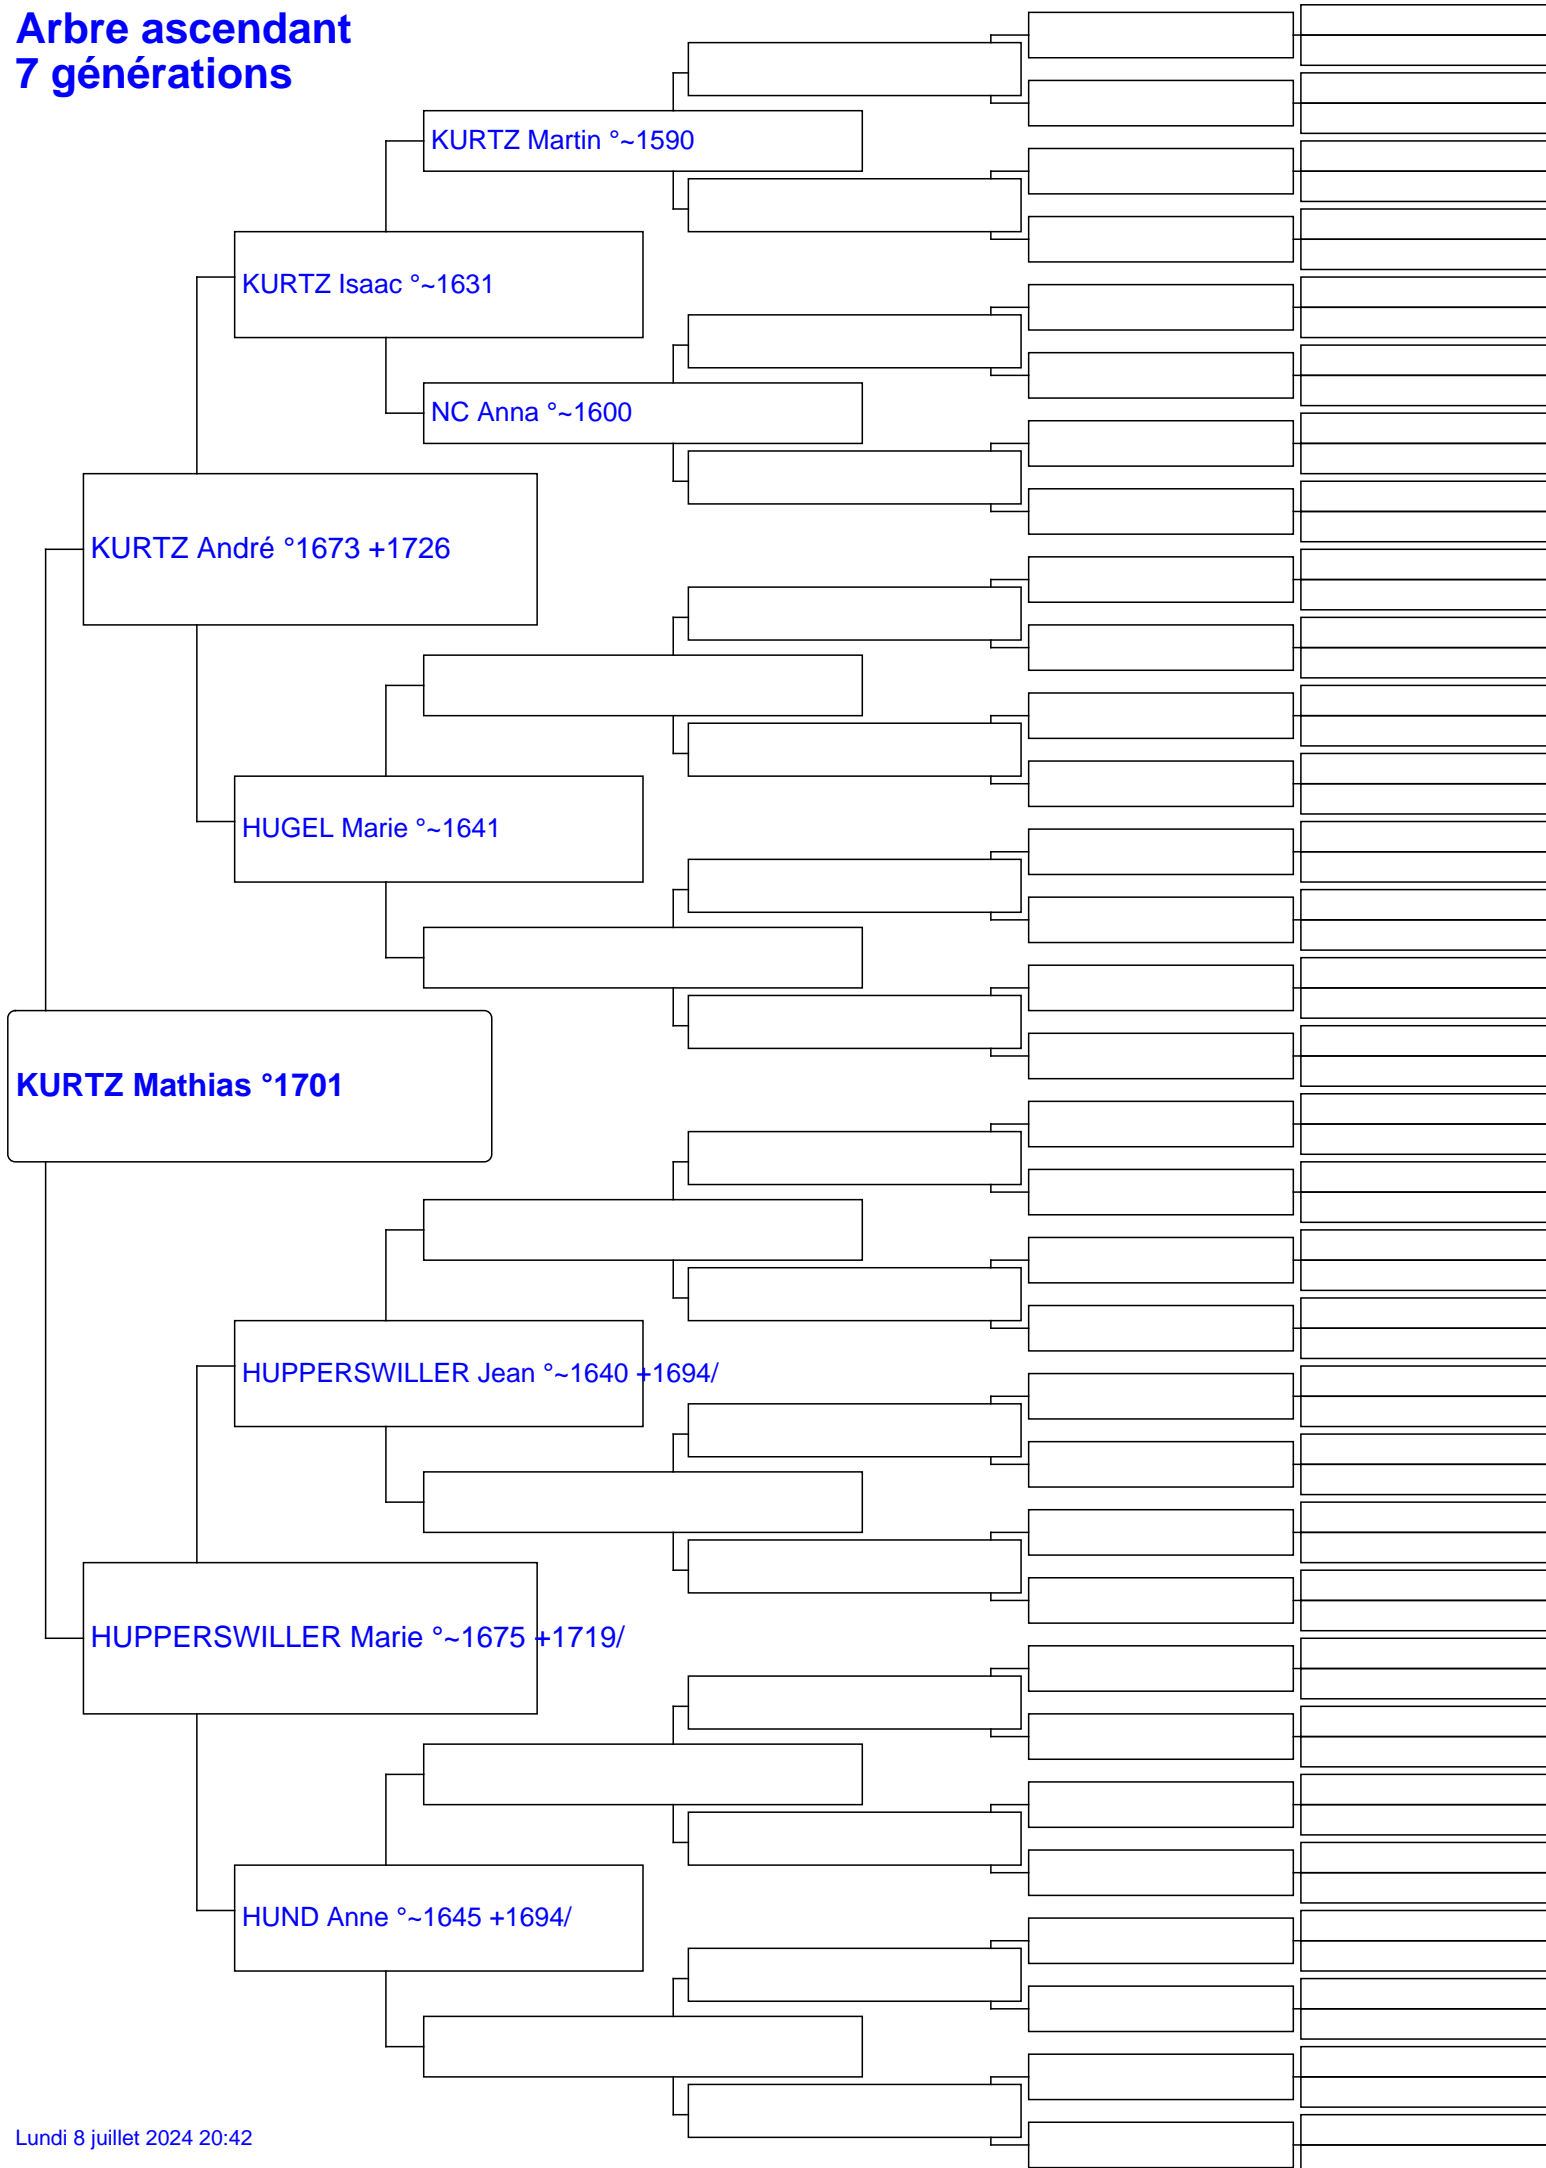 Arbre ascendant
7 générations
KURTZ Martin °~1590
KURTZ Isaac °~1631
NC Anna °~1600
KURTZ André °1673 +1726
HUGEL Marie °~1641
KURTZ Mathias °1701
HUPPERSWILLER Jean °~1640 +1694/
HUPPERSWILLER Marie °~1675 +1719/
HUND Anne °~1645 +1694/
Lundi 8 juillet 2024 20:42